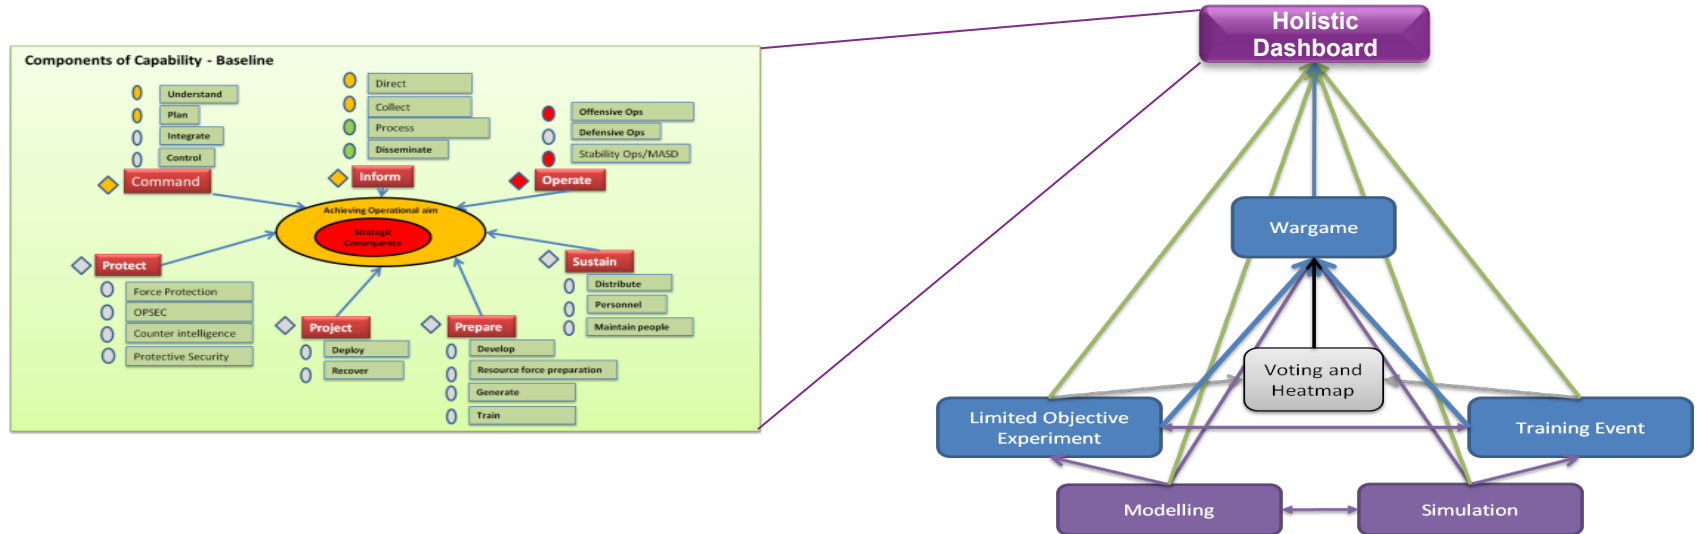 Components of Capability - Baseline
Understand
Plan
Integrate
Control
Command
Direct
Collect
Process
Disseminate
Inform
Offensive Ops
Defensive Ops
Stability Ops/MASD
Operate
Achieving Operational aim
Strategic
Consequence
Protect
Force Protection
OPSEC
Counter intelligence
Protective Security
Project
Deploy
Recover
Prepare
Develop
Resource force preparation
Generate
Train
Sustain
Distribute
Personnel
Maintain people
Holistic
Dashboard
Wargame
Voting and
Heatmap
Limited Objective
Experiment
Training Event
Modelling
Simulation